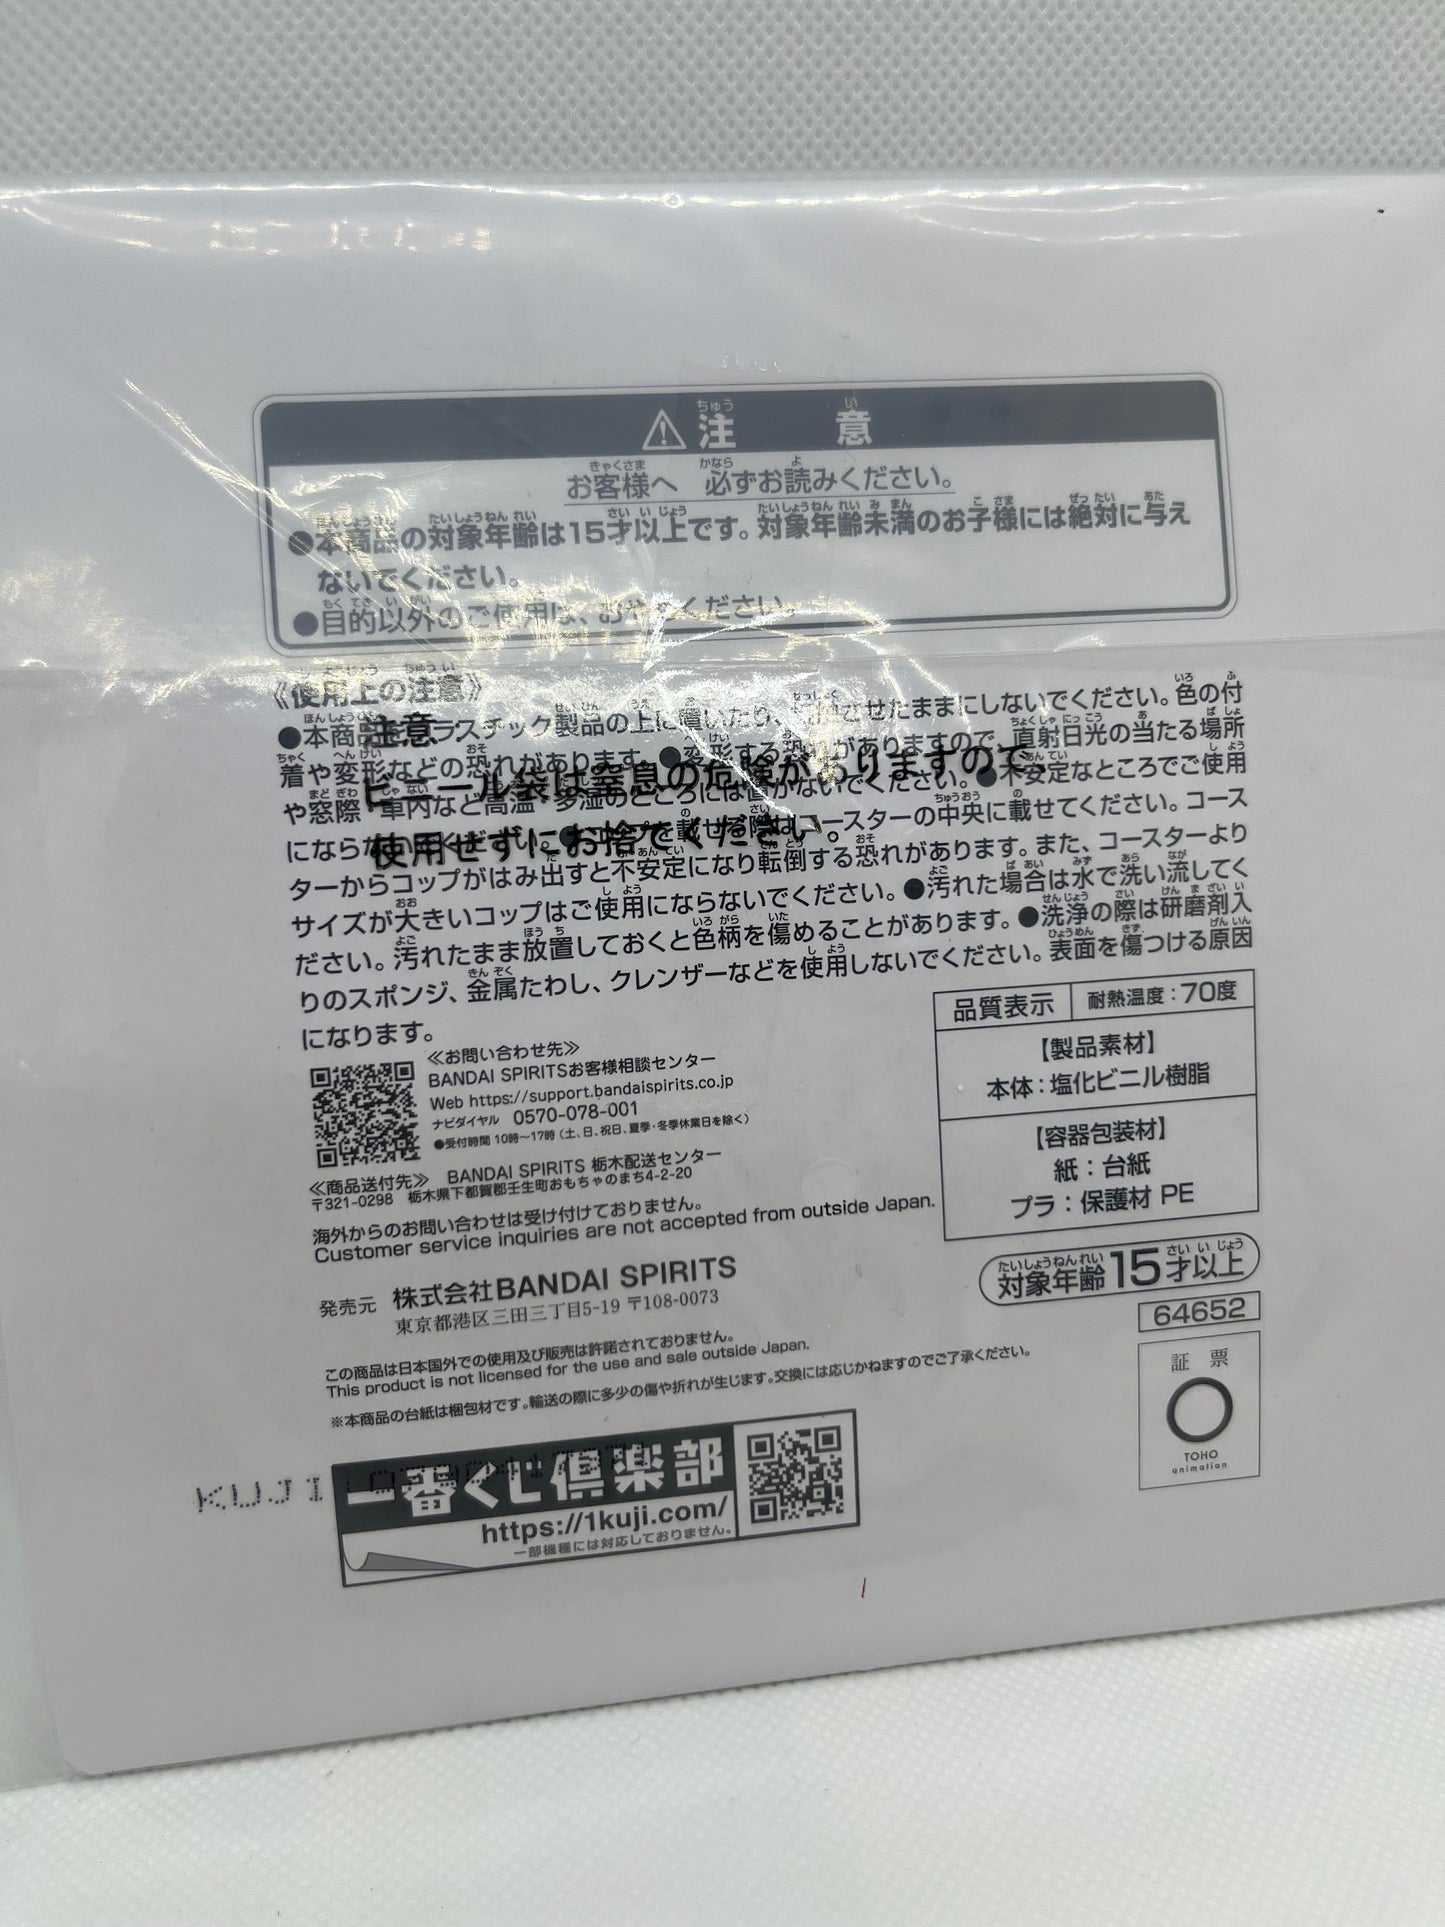 ⚠注意
お客様へ 必ずお読みください。
●本商品の対象年齢は15才以上です。対象年齢未満のお子様には絶対に与え
ないでください。
●目的以外のご使用は、おやめください。
《使用上の注意》
●本商品をプラスチック製品の上に置いたり、させたままにしないでください。色の付
着や変形などの恐れがあります。●変形する恐れがありますので、直射日光の当たる場所
や窓際・車内など高温・多湿のところには置かないでください。●不安定なところでご使用
にならないでください。を載せる際はコースターの中央に載せてください。コース
ターからコップがはみ出すと不安定になり転倒する恐れがあります。また、コースターより
サイズが大きいコップはご使用にならないでください。●汚れた場合は水で洗い流してく
ださい。汚れたまま放置しておくと色柄を傷めることがあります。●洗浄の際は研磨剤入
りのスポンジ、金属たわし、クレンザーなどを使用しないでください。表面を傷つける原因
になります。
注意
ビニール袋は窒息の危険がありますので、
使用せずにお捨てください。
品質表示 耐熱温度：70度
【製品素材】
本体：塩化ビニル樹脂
【容器包装材】
紙：台紙
プラ：保護材 PE
≪お問い合わせ先≫
BANDAI SPIRITSお客様相談センター
Web https://support.bandaispirits.co.jp
ナビダイヤル 0570-078-001
●受付時間 10時〜17時（土、日、祝日、夏季・冬季休業日を除く）
≪商品送付先≫ BANDAI SPIRITS 栃木配送センター
〒321-0298 栃木県下都賀郡壬生町おもちゃのまち4-2-20
海外からのお問い合わせは受け付けておりません。
Customer service inquiries are not accepted from outside Japan.
対象年齢15才以上
発売元 株式会社BANDAI SPIRITS
東京都港区三田三丁目5-19 〒108-0073
64652
この商品は日本国外での使用及び販売は許諾されておりません。
This product is not licensed for the use and sale outside Japan.
※本商品の台紙は梱包材です。輸送の際に多少の傷や折れが生じます。交換には応じかねますのでご了承ください。
証票
TOHO
animation
KUJI
一番くじ倶楽部
https://1kuji.com/
一部機種には対応しておりません。